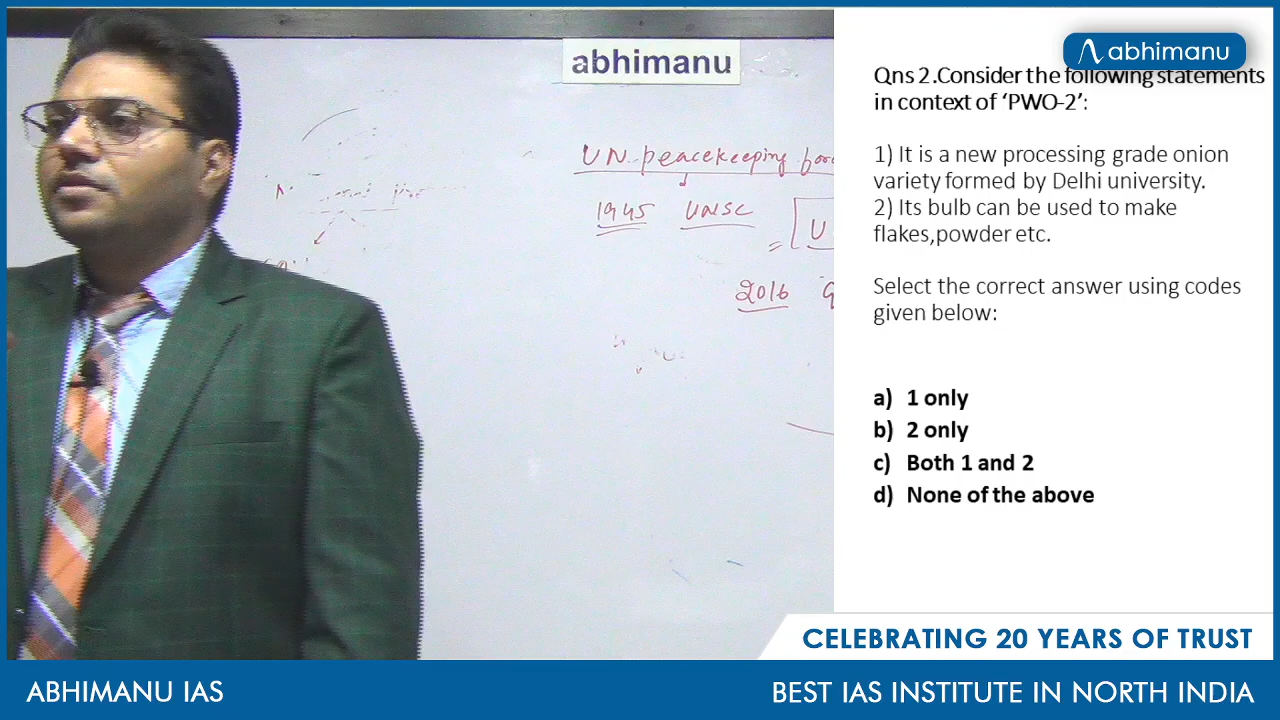 abhimanu
UN peacekeeping
1945 UNSC
= U
2016
abhimanu
Qns 2.Consider the following statements
in context of ‘PWO-2’:
1) It is a new processing grade onion
variety formed by Delhi university.
2) Its bulb can be used to make
flakes,powder etc.
Select the correct answer using codes
given below:
a) 1 only
b) 2 only
c) Both 1 and 2
d) None of the above
CELEBRATING 20 YEARS OF TRUST
ABHIMANU IAS
BEST IAS INSTITUTE IN NORTH INDIA